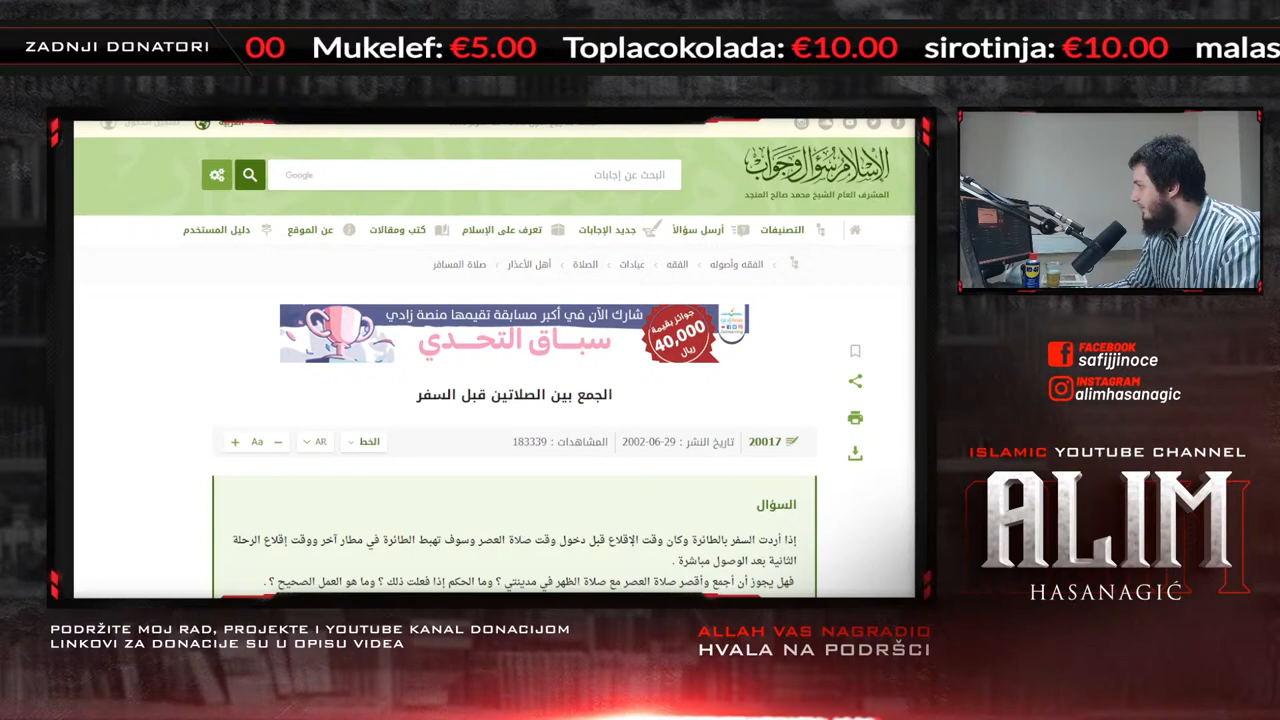 ZADNJI DONATORI
00 Mukelef: €5.00 Toplacokolada: €10.00 sirotinja: €10.00 malas
العربية
الإسلام سؤال وجواب
المشرف العام الشيخ محمد صالح المنجد
البحث عن إجابات
Google
التصنيفات أرسل سؤالاً جديد الإجابات تعرف على الإسلام كتب ومقالات عن الموقع دليل المستخدم
الفقه وأصوله › الفقه › عبادات › الصلاة › أهل الأعذار › صلاة المسافر
شارك الآن في أكبر مسابقة تقيمها منصة زادي
سباق التحدي
جوائز بقيمة
40,000
ريال
الجمع بين الصلاتين قبل السفر
20017 تاريخ النشر : 29-06-2002 المشاهدات : 183339
الخط AR − Aa +
السؤال
إذا أردت السفر بالطائرة وكان وقت الإقلاع قبل دخول وقت صلاة العصر وسوف تهبط الطائرة في مطار آخر ووقت إقلاع الرحلة
الثانية بعد الوصول مباشرة .
فهل يجوز أن أجمع وأقصر صلاة العصر مع صلاة الظهر في مدينتي ؟ وما الحكم إذا فعلت ذلك ؟ وما هو العمل الصحيح ؟ .
FACEBOOK
safijjinoce
INSTAGRAM
alimhasanagic
ISLAMIC YOUTUBE CHANNEL
ALIM
HASANAGIĆ
PODRŽITE MOJ RAD, PROJEKTE I YOUTUBE KANAL DONACIJOM
LINKOVI ZA DONACIJE SU U OPISU VIDEA
ALLAH VAS NAGRADIO
HVALA NA PODRŠCI